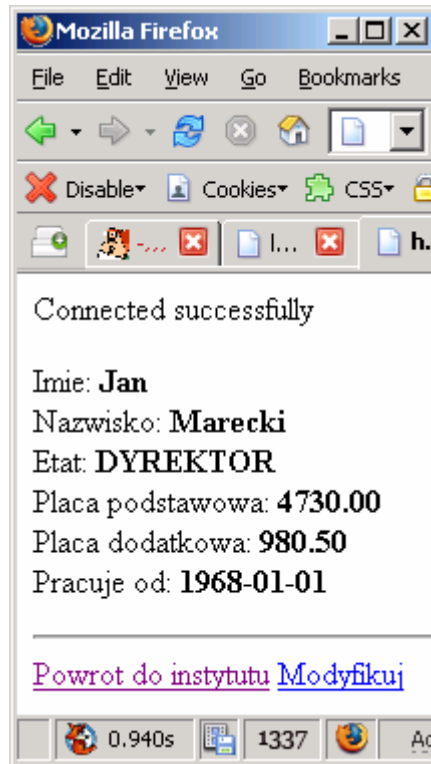 Mozilla Firefox
File Edit View Go Bookmarks
Disable Cookies CSS
-... l... h.
Connected successfully
Imie: Jan
Nazwisko: Marecki
Etat: DYREKTOR
Placa podstawowa: 4730.00
Placa dodatkowa: 980.50
Pracuje od: 1968-01-01
Powrot do instytutu Modyfikuj
0.940s 1337